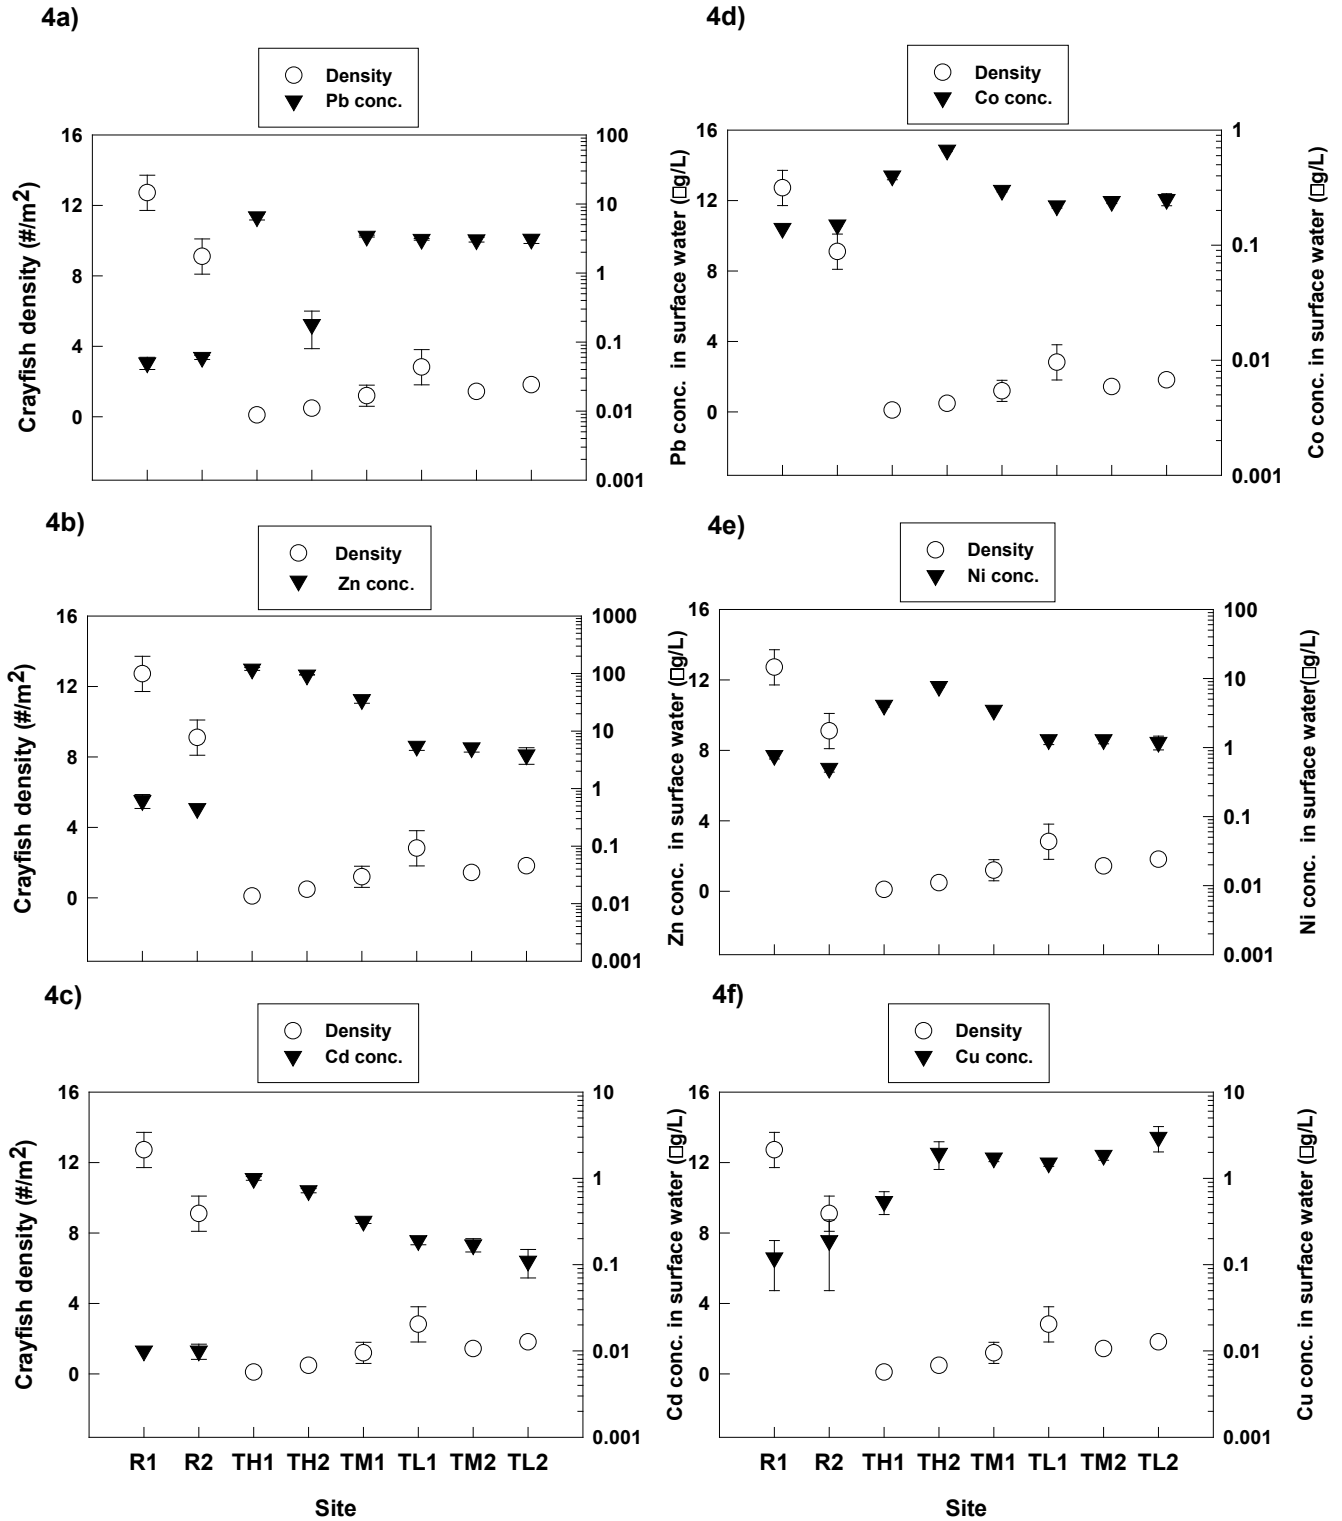 4a)
Density
Pb conc.
16
12
8
4
0
100
10
1
0.1
0.01
0.001
Crayfish density (#/m2)
Pb conc. in surface water (□g/L)
4d)
Density
Co conc.
16
12
8
4
0
1
0.1
0.01
0.001
Co conc. in surface water (□g/L)
4b)
Density
Zn conc.
16
12
8
4
0
1000
100
10
1
0.1
0.01
0.001
Crayfish density (#/m2)
Zn conc. in surface water (□g/L)
4e)
Density
Ni conc.
16
12
8
4
0
100
10
1
0.1
0.01
0.001
Ni conc. in surface water(□g/L)
4c)
Density
Cd conc.
16
12
8
4
0
10
1
0.1
0.01
0.001
Crayfish density (#/m2)
Cd conc. in surface water (□g/L)
R1 R2 TH1 TH2 TM1 TL1 TM2 TL2
Site
4f)
Density
Cu conc.
16
12
8
4
0
10
1
0.1
0.01
0.001
Cu conc. in surface water (□g/L)
R1 R2 TH1 TH2 TM1 TL1 TM2 TL2
Site